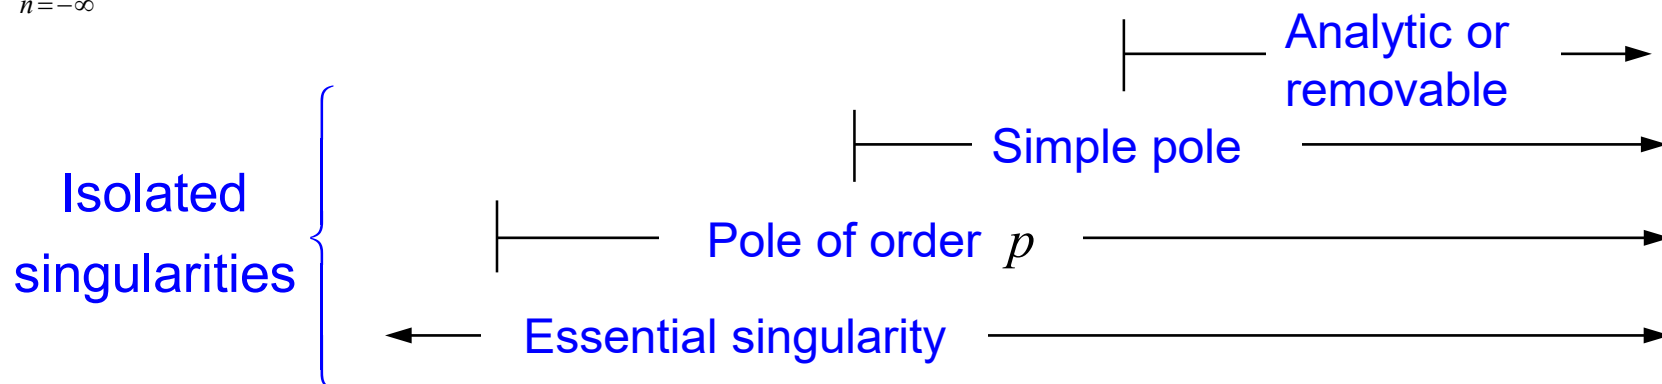 n=−∞
Analytic or
removable
Simple pole
Isolated
singularities
Pole of order p
Essential singularity